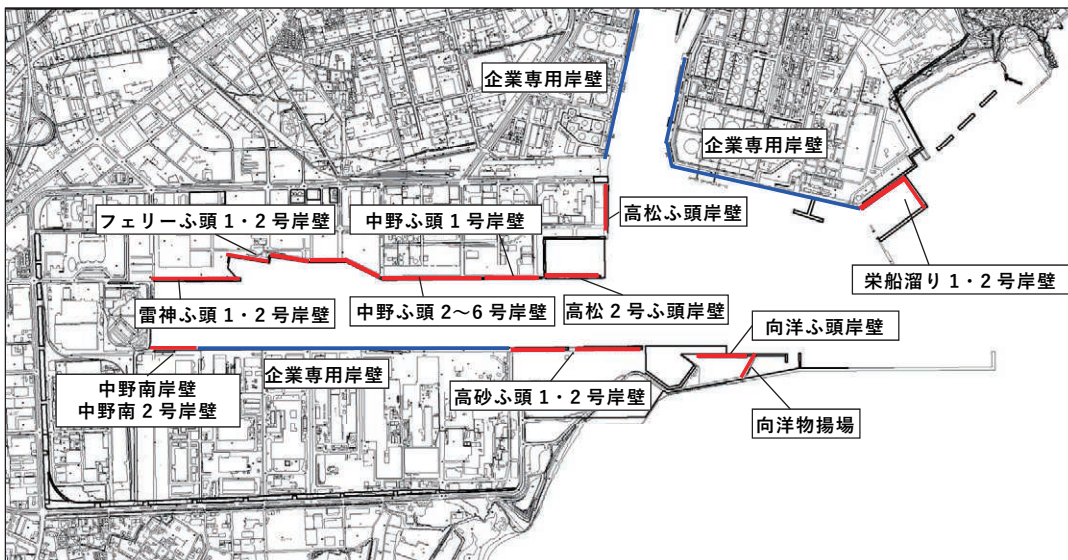 企業専用岸壁
企業専用岸壁
フェリーふ頭1・2号岸壁
中野ふ頭1号岸壁
高松ふ頭岸壁
栄船溜り1・2号岸壁
雷神ふ頭1・2号岸壁
中野ふ頭2～6号岸壁
高松2号ふ頭岸壁
向洋ふ頭岸壁
中野南岸壁
中野南2号岸壁
企業専用岸壁
高砂ふ頭1・2号岸壁
向洋物揚場